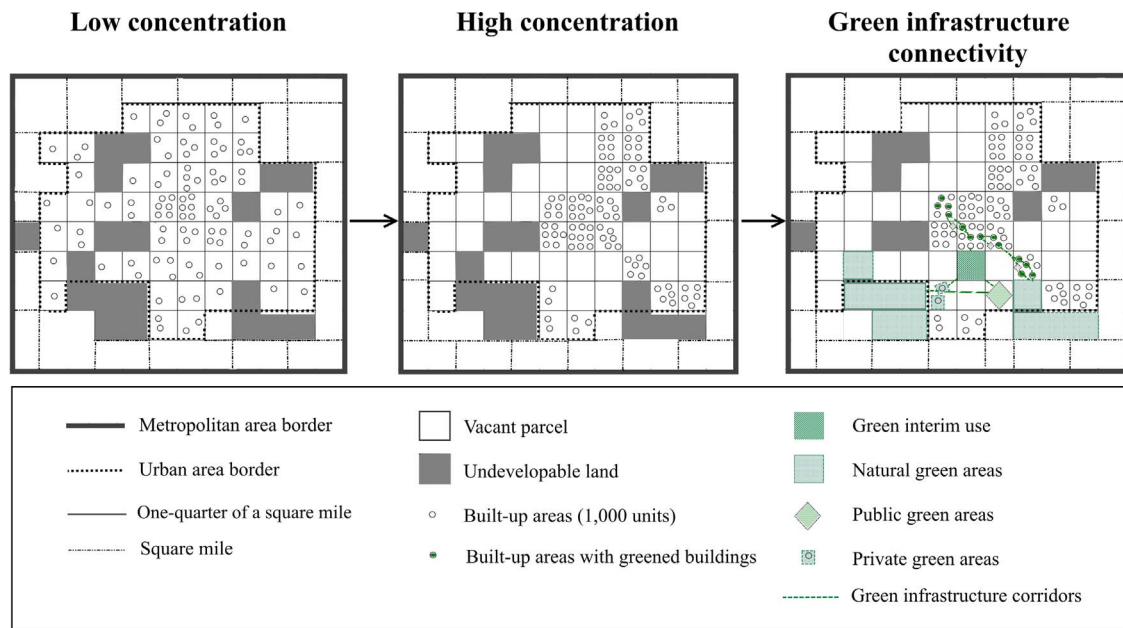 Low concentration
High concentration
Green infrastructure
connectivity
Metropolitan area border
Urban area border
One-quarter of a square mile
Square mile
Vacant parcel
Undevelopable land
Built-up areas (1,000 units)
Built-up areas with greened buildings
Green interim use
Natural green areas
Public green areas
Private green areas
Green infrastructure corridors